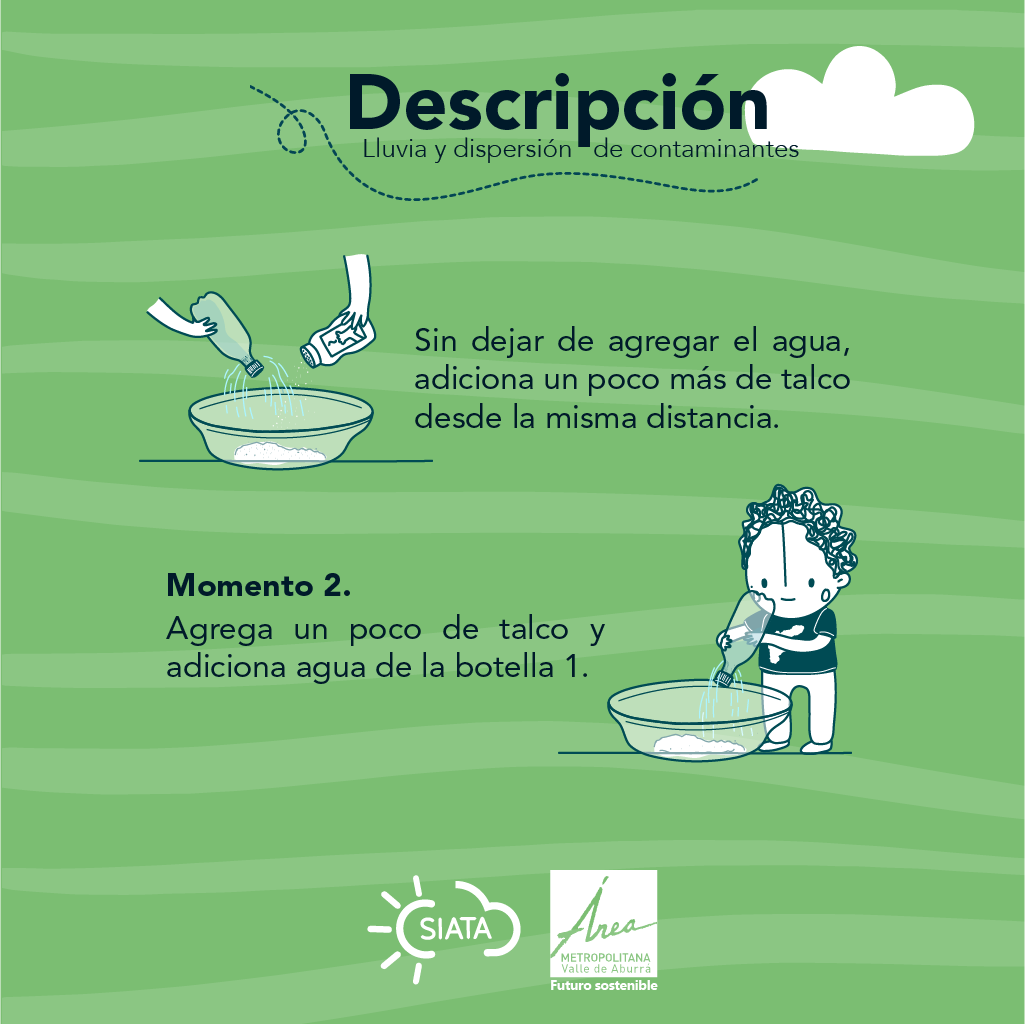 Descripción
Lluvia y dispersión de contaminantes
Sin dejar de agregar el agua,
adiciona un poco más de talco
desde la misma distancia.
Momento 2.
Agrega un poco de talco y
adiciona agua de la botella 1.
SIATA
Área
METROPOLITANA
Valle de Aburrá
Futuro sostenible